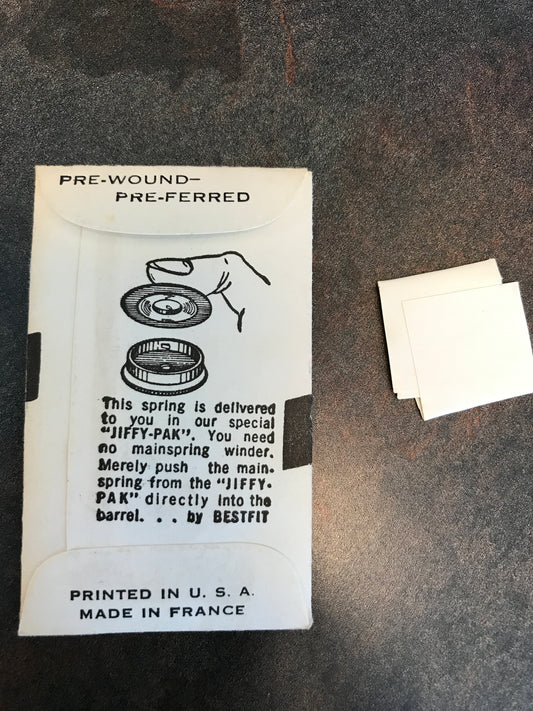 PRE-WOUND—
PRE-FERRED
This spring is delivered
to you in our special
"JIFFY-PAK". You need
no mainspring winder.
Merely push the main-
spring from the "JIFFY-
PAK" directly into the
barrel. . . by BESTFIT
PRINTED IN U. S. A.
MADE IN FRANCE